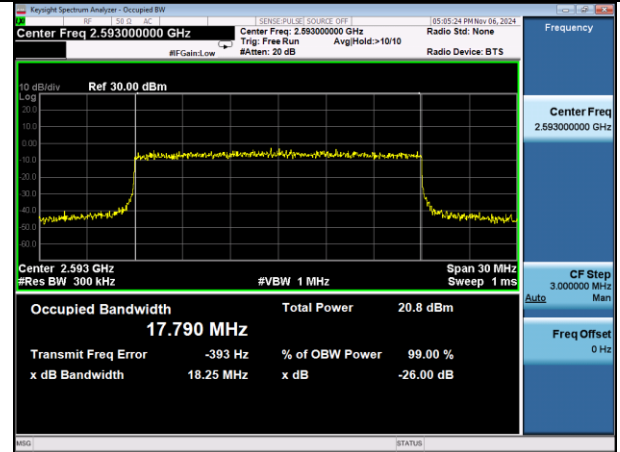 Keysight Spectrum Analyzer - Occupied BW
RF 50 Ω AC SENSE:PULSE SOURCE OFF 05:05:24 PM Nov 06, 2024
Center Freq 2.593000000 GHz Center Freq: 2.593000000 GHz Radio Std: None Frequency
Trig: Free Run Avg|Hold:>10/10
#IFGain:Low #Atten: 20 dB Radio Device: BTS
10 dB/div Ref 30.00 dBm
Log
20.0
10.0
0.00
-10.0
-20.0
-30.0
-40.0
-50.0
-60.0
Center Freq
2.593000000 GHz
Center 2.593 GHz Span 30 MHz
#Res BW 300 kHz #VBW 1 MHz Sweep 1 ms
CF Step
3.000000 MHz
Auto Man
Occupied Bandwidth Total Power 20.8 dBm
17.790 MHz
Transmit Freq Error -393 Hz % of OBW Power 99.00 %
x dB Bandwidth 18.25 MHz x dB -26.00 dB
Freq Offset
0 Hz
MSG STATUS